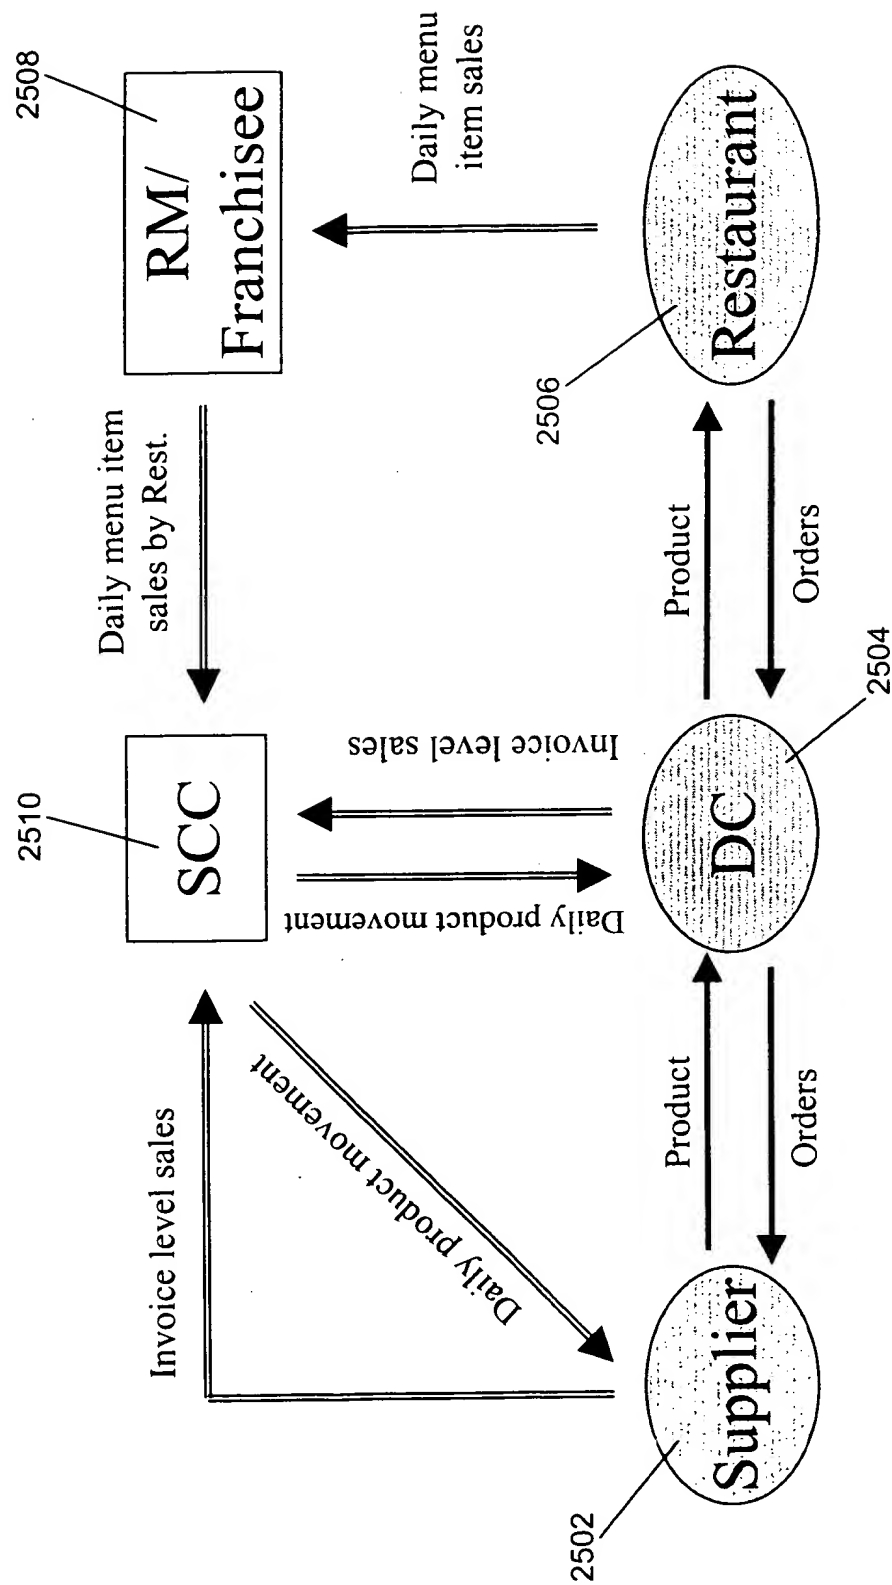 2510
2508
SCC
RM/
Franchisee
Daily menu item
sales by Rest.
Invoice level sales
Daily product movement
Daily product movement
Invoice level sales
Daily menu
item sales
2502
Supplier
Product
Orders
DC
2504
Product
Orders
2506
Restaurant